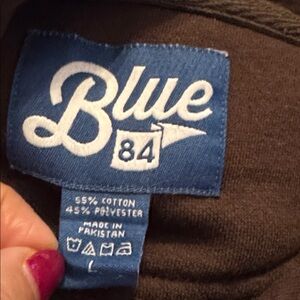 Blue
84
55% COTTON
45% POLYESTER
MADE IN
PAKISTAN
L